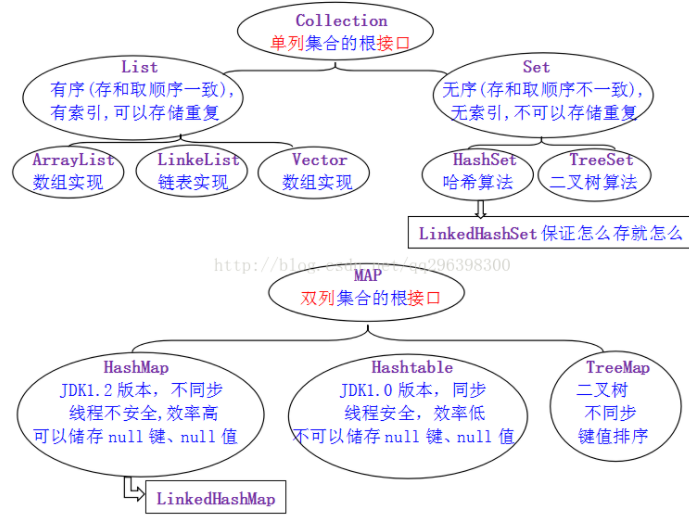 Collection
单列集合的根接口
List
有序(存和取顺序一致),
有索引,可以存储重复
Set
无序(存和取顺序不一致),
无索引,不可以存储重复
ArrayList
数组实现
LinkeList
链表实现
Vector
数组实现
HashSet
哈希算法
TreeSet
二叉树算法
LinkedHashSet 保证怎么存就怎么
http://blog.csdn.net/qq296398300
MAP
双列集合的根接口
HashMap
JDK1.2 版本, 不同步
线程不安全,效率高
可以储存 null 键、null 值
Hashtable
JDK1.0 版本, 同步
线程安全, 效率低
不可以储存 null 键、null 值
TreeMap
二叉树
不同步
键值排序
LinkedHashMap